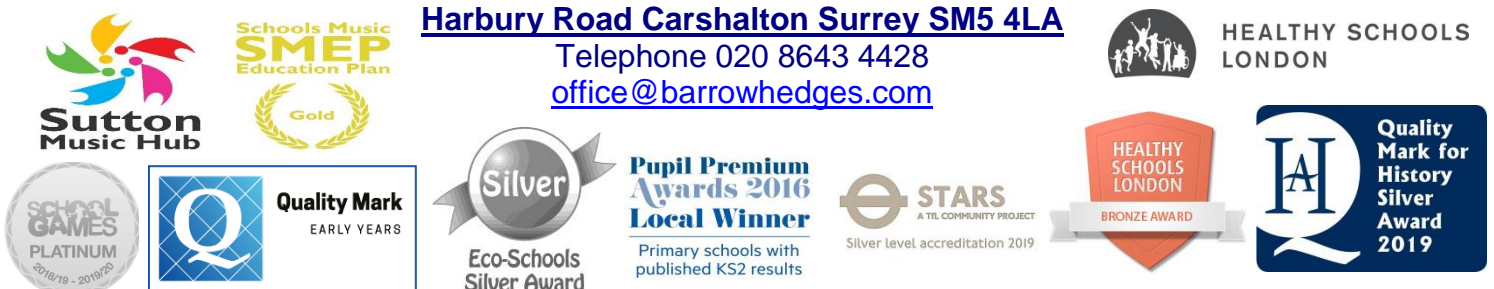 Harbury Road Carshalton Surrey SM5 4LA
Telephone 020 8643 4428
office@barrowhedges.com
Sutton
Music Hub
Schools Music
SMEP
Education Plan
Gold
HEALTHY SCHOOLS
LONDON
SCHOOL
GAMES
PLATINUM
2018/19 - 2019/20
Q
Quality Mark
EARLY YEARS
Silver
Eco-Schools
Silver Award
Pupil Premium
Awards 2016
Local Winner
Primary schools with
published KS2 results
STARS
A TFL COMMUNITY PROJECT
Silver level accreditation 2019
HEALTHY
SCHOOLS
LONDON
BRONZE AWARD
HA
Q
Quality
Mark for
History
Silver
Award
2019